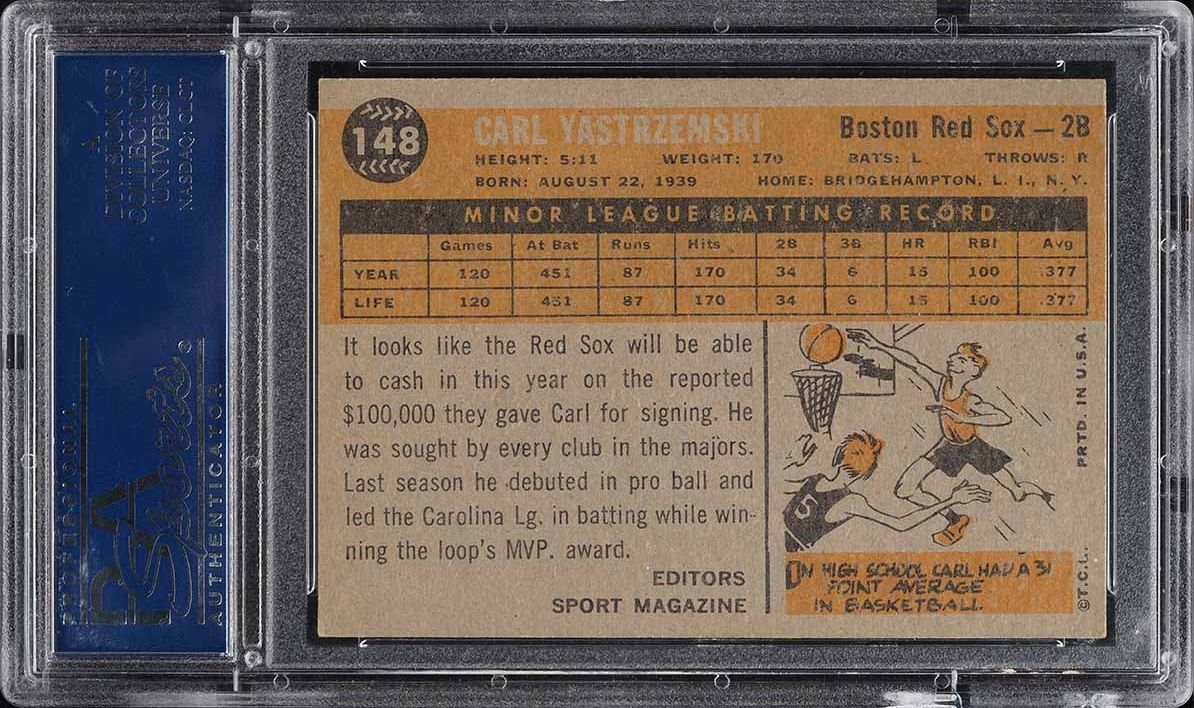 A
DIVISION OF
COLLECTORS
UNIVERSE
NASDAQ: CLCT
PROFESSIONAL
PSA
Sports®
AUTHENTICATOR
148
CARL YASTRZEMSKI
Boston Red Sox — 2B
HEIGHT: 5:11 WEIGHT: 170 BATS: L THROWS: R
BORN: AUGUST 22, 1939 HOME: BRIDGEHAMPTON, L. I., N. Y.
MINOR LEAGUE BATTING RECORD
Games At Bat Runs Hits 2B 3B HR RBI Avg
YEAR 120 451 87 170 34 6 15 100 .377
LIFE 120 451 87 170 34 6 15 100 .377
It looks like the Red Sox will be able
to cash in this year on the reported
$100,000 they gave Carl for signing. He
was sought by every club in the majors.
Last season he debuted in pro ball and
led the Carolina Lg. in batting while win-
ning the loop's MVP. award.
EDITORS
SPORT MAGAZINE
5
IN HIGH SCHOOL CARL HAD A 31
POINT AVERAGE
IN BASKETBALL.
PRTD. IN U.S.A.
©T.C.I.